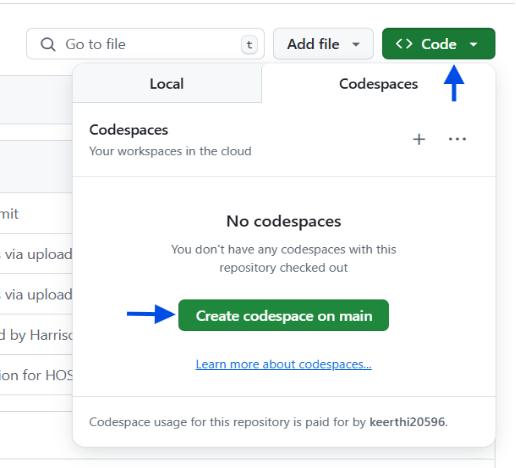 Go to file
t
Add file
Code
Local
Codespaces
Codespaces
Your workspaces in the cloud
No codespaces
You don't have any codespaces with this
repository checked out
Create codespace on main
Learn more about codespaces...
Codespace usage for this repository is paid for by keerthi20596.
mit
s via upload
s via upload
d by Harriso
ion for HOS